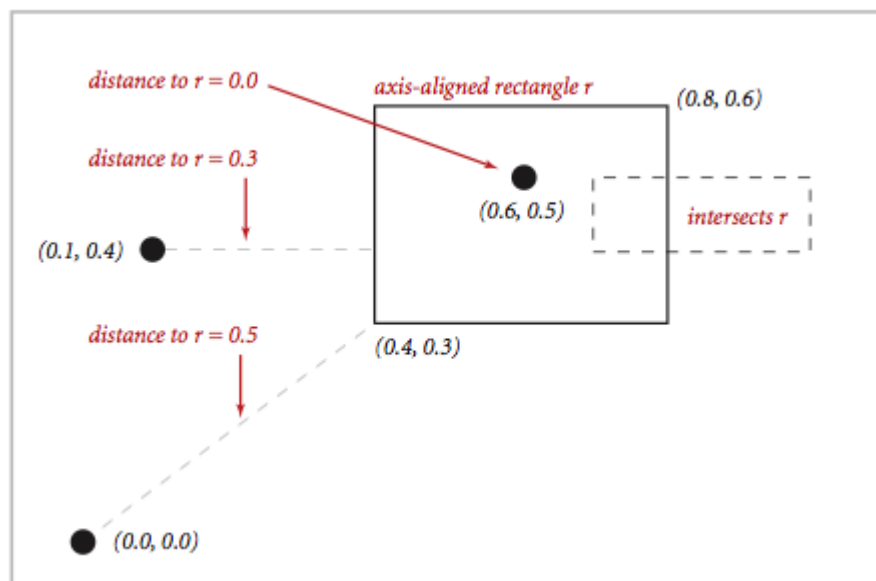 distance to r = 0.0
axis-aligned rectangle r
(0.8, 0.6)
distance to r = 0.3
(0.6, 0.5)
intersects r
(0.1, 0.4)
distance to r = 0.5
(0.4, 0.3)
(0.0, 0.0)